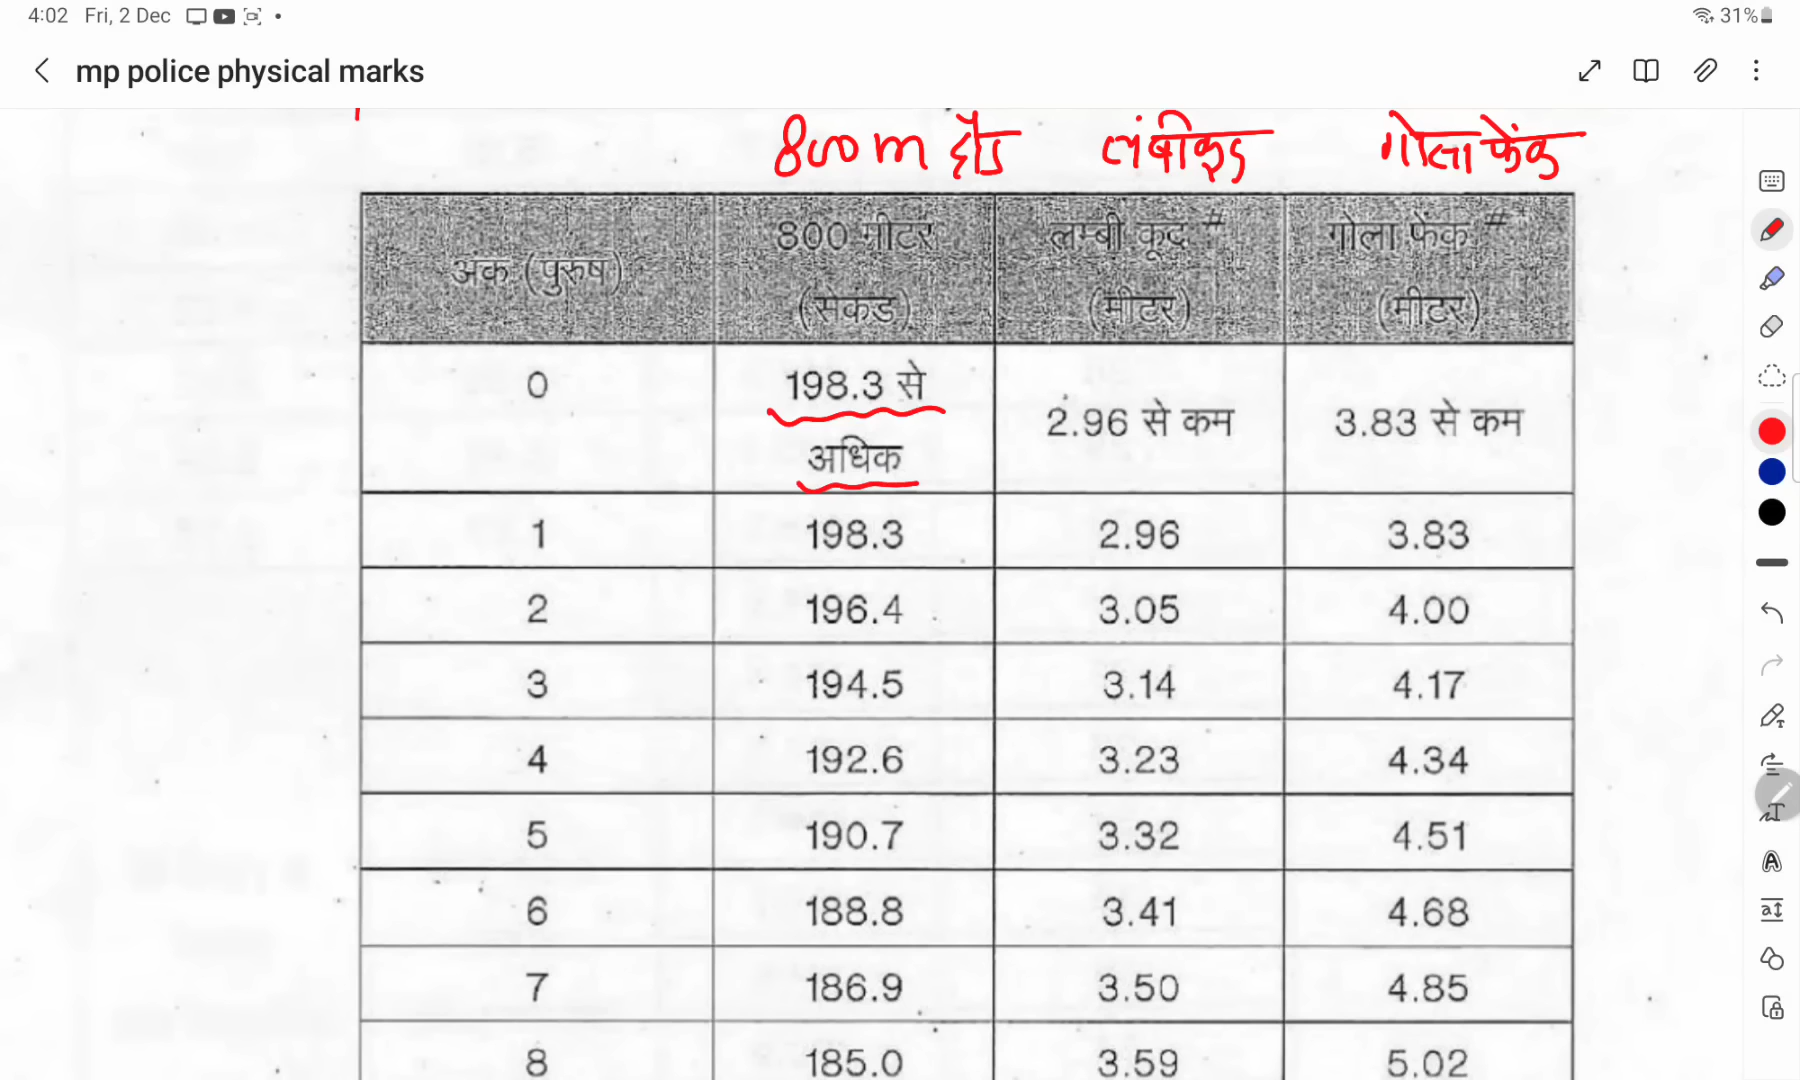 4:02 Fri, 2 Dec
31%
mp police physical marks
800 m दौड लंबीकुद गोला फेंक
अंक (पुरुष) 800 मीटर (सेकंड) लम्बी कूद # (मीटर) गोला फेंक # (मीटर)
0 198.3 से अधिक 2.96 से कम 3.83 से कम
1 198.3 2.96 3.83
2 196.4 3.05 4.00
3 194.5 3.14 4.17
4 192.6 3.23 4.34
5 190.7 3.32 4.51
6 188.8 3.41 4.68
7 186.9 3.50 4.85
8 185.0 3.59 5.02